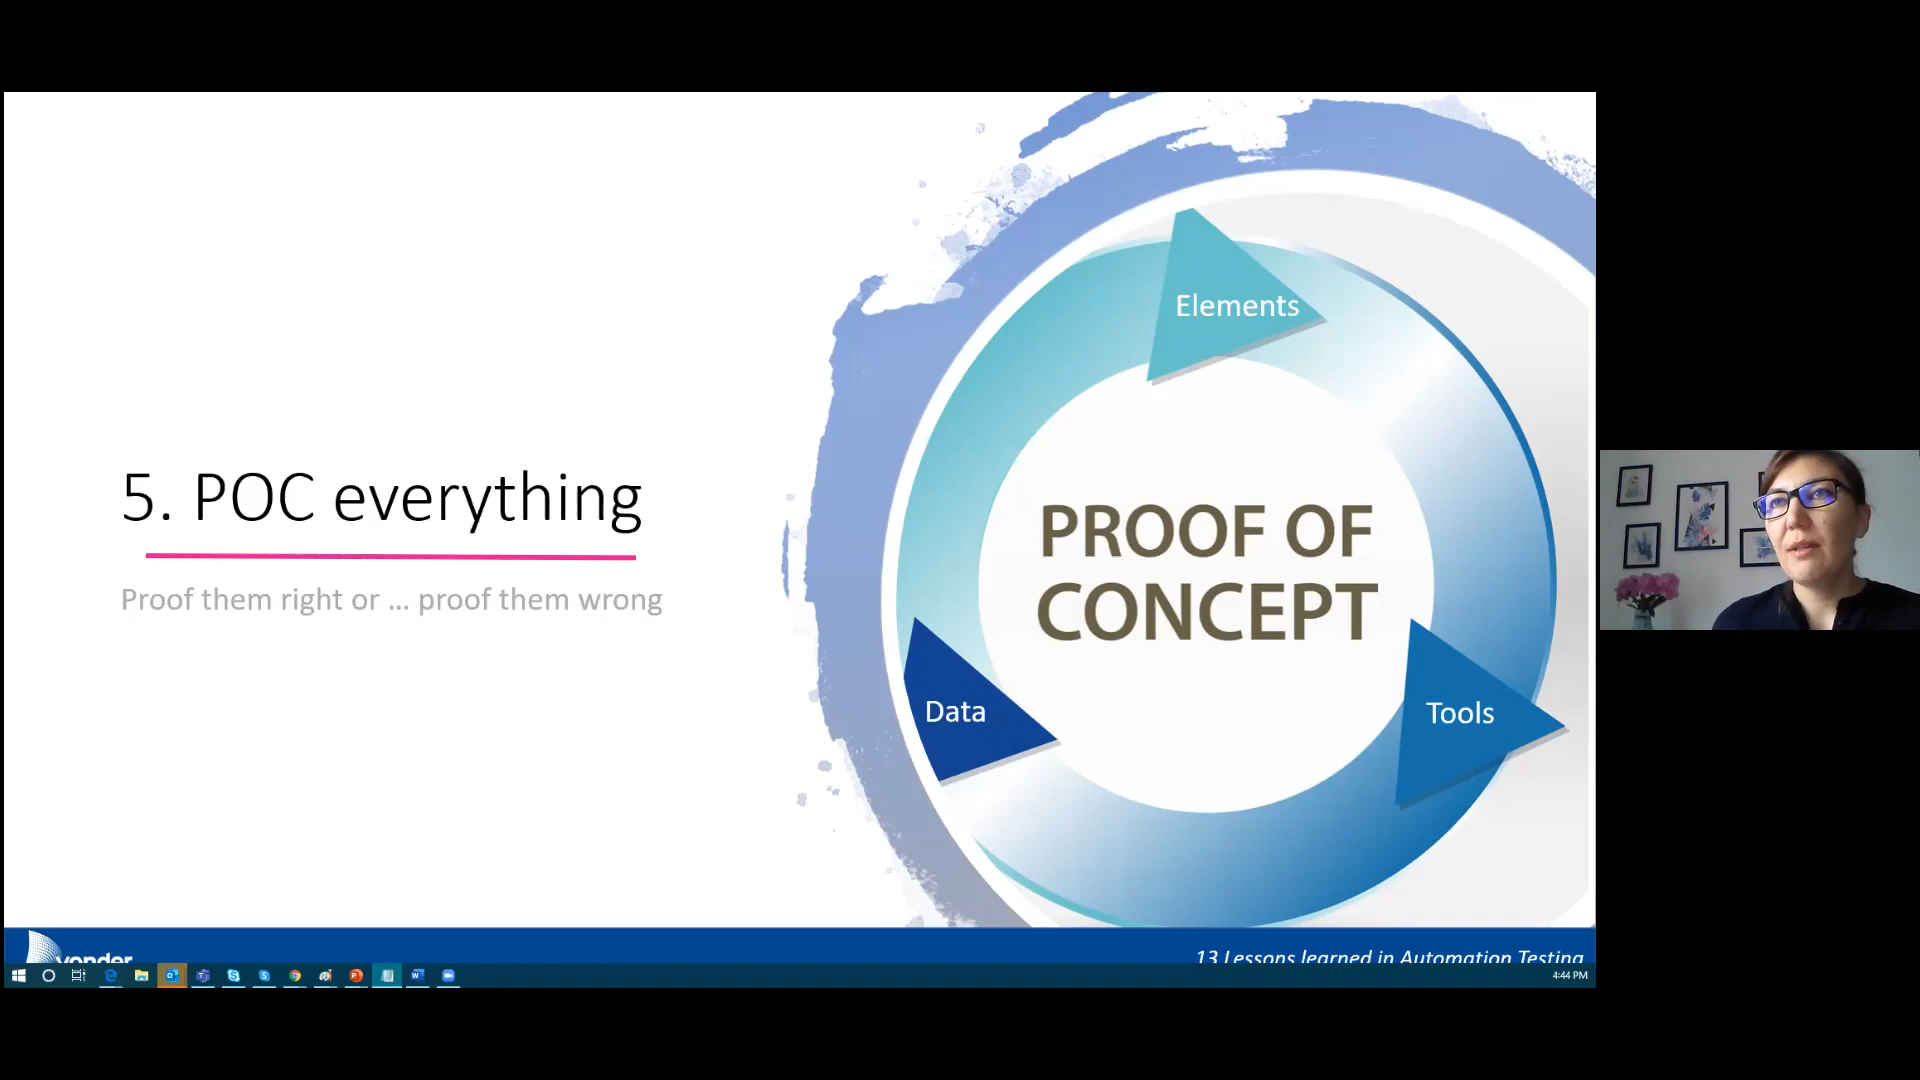 5. POC everything
Proof them right or ... proof them wrong
Elements
PROOF OF
CONCEPT
Data
Tools
yonder
13 Lessons learned in Automation Testing
4:44 PM